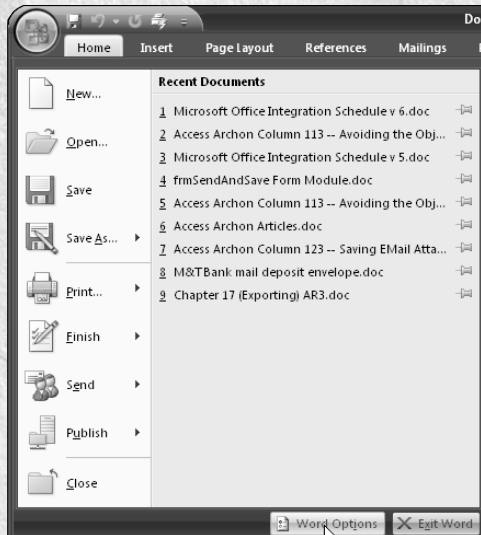 Do
Home Insert Page Layout References Mailings
New...
Open...
Save
Save As...
Print...
Finish
Send
Publish
Close
Recent Documents
1 Microsoft Office Integration Schedule v 6.doc
2 Access Archon Column 113 -- Avoiding the Obj...
3 Microsoft Office Integration Schedule v 5.doc
4 frmSendAndSave Form Module.doc
5 Access Archon Column 113 -- Avoiding the Obj...
6 Access Archon Articles.doc
7 Access Archon Column 123 -- Saving EMail Atta...
8 M&TBank mail deposit envelope.doc
9 Chapter 17 (Exporting) AR3.doc
Word Options Exit Word